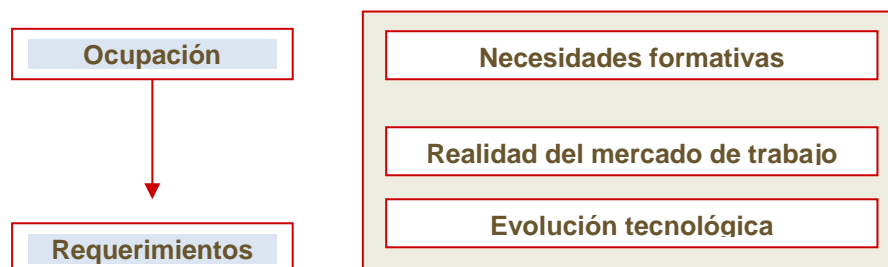 Ocupación
Necesidades formativas
Realidad del mercado de trabajo
Evolución tecnológica
Requerimientos